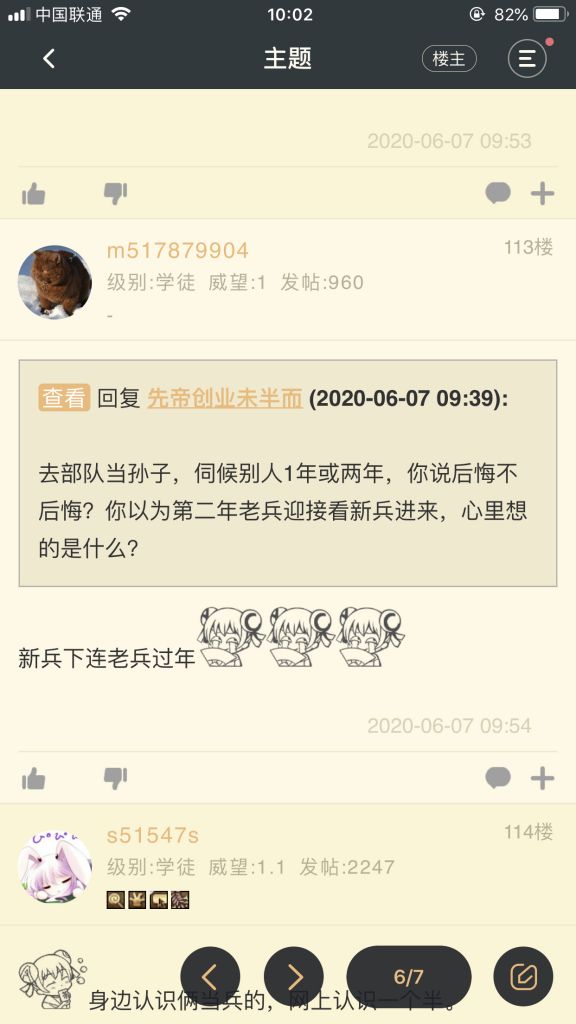 中国联通 10:02 82%
主题 楼主
2020-06-07 09:53
m517879904 113楼
级别:学徒 威望:1 发帖:960
-
查看 回复 先帝创业未半而 (2020-06-07 09:39):
去部队当孙子，伺候别人1年或两年，你说后悔不
后悔？你以为第二年老兵迎接看新兵进来，心里想
的是什么？
新兵下连老兵过年
2020-06-07 09:54
s51547s 114楼
级别:学徒 威望:1.1 发帖:2247
6/7
身边认识俩当兵的，网上认识一个半。